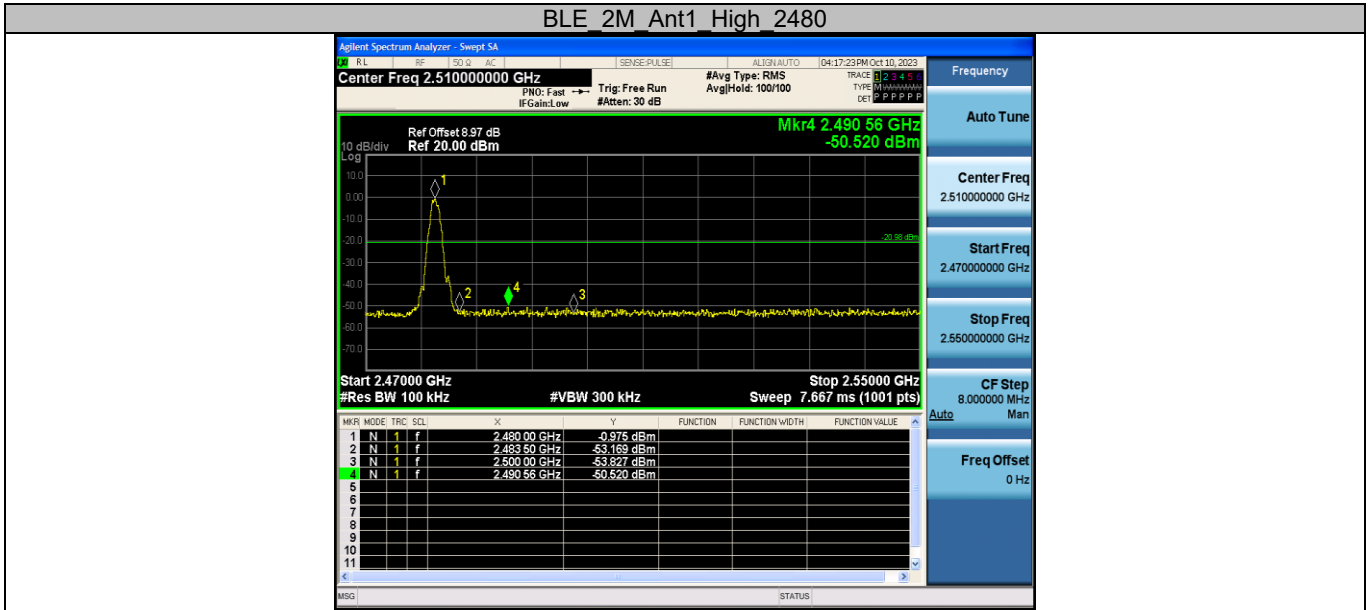 BLE_2M_Ant1_High_2480
Agilent Spectrum Analyzer - Swept SA
RL RF 50 Ω AC SENSE:PULSE ALIGNAUTO 04:17:23 PM Oct 10, 2023
Center Freq 2.510000000 GHz #Avg Type: RMS TRACE 1 2 3 4 5 6
PNO: Fast Trig: Free Run Avg|Hold: 100/100 TYPE M
IFGain:Low #Atten: 30 dB DET P P P P P P
Mkr4 2.490 56 GHz
-50.520 dBm
Ref Offset 8.97 dB
10 dB/div Ref 20.00 dBm
Log
10.0
0.00
-10.0
-20.0
-30.0
-40.0
-50.0
-60.0
-70.0
1
2
4
3
-20.98 dBm
Start 2.47000 GHz Stop 2.55000 GHz
#Res BW 100 kHz #VBW 300 kHz Sweep 7.667 ms (1001 pts)
MKR MODE TRC SCL X Y FUNCTION FUNCTION WIDTH FUNCTION VALUE
1 N 1 f 2.480 00 GHz -0.975 dBm
2 N 1 f 2.483 50 GHz -53.169 dBm
3 N 1 f 2.500 00 GHz -53.827 dBm
4 N 1 f 2.490 56 GHz -50.520 dBm
5
6
7
8
9
10
11
MSG STATUS
Frequency
Auto Tune
Center Freq
2.510000000 GHz
Start Freq
2.470000000 GHz
Stop Freq
2.550000000 GHz
CF Step
8.000000 MHz
Auto Man
Freq Offset
0 Hz